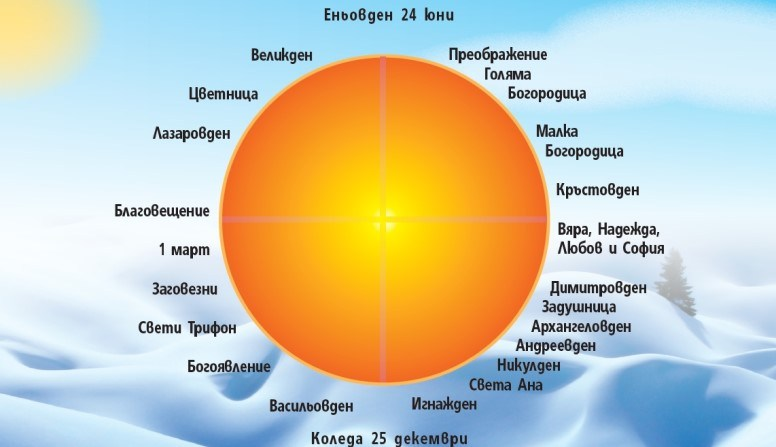 Еньовден 24 юни
Преображение
Голяма
Богородица
Малка
Богородица
Кръстовден
Вяра, Надежда,
Любов и София
Димитровден
Задушница
Архангеловден
Андреевден
Никулден
Света Ана
Игнажден
Коледа 25 декември
Васильовден
Богоявление
Свети Трифон
Заговезни
1 март
Благовещение
Лазаровден
Цветница
Великден